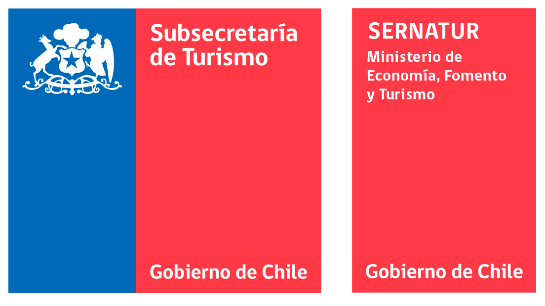 Subsecretaría
de Turismo
Gobierno de Chile
SERNATUR
Ministerio de
Economía, Fomento
y Turismo
Gobierno de Chile